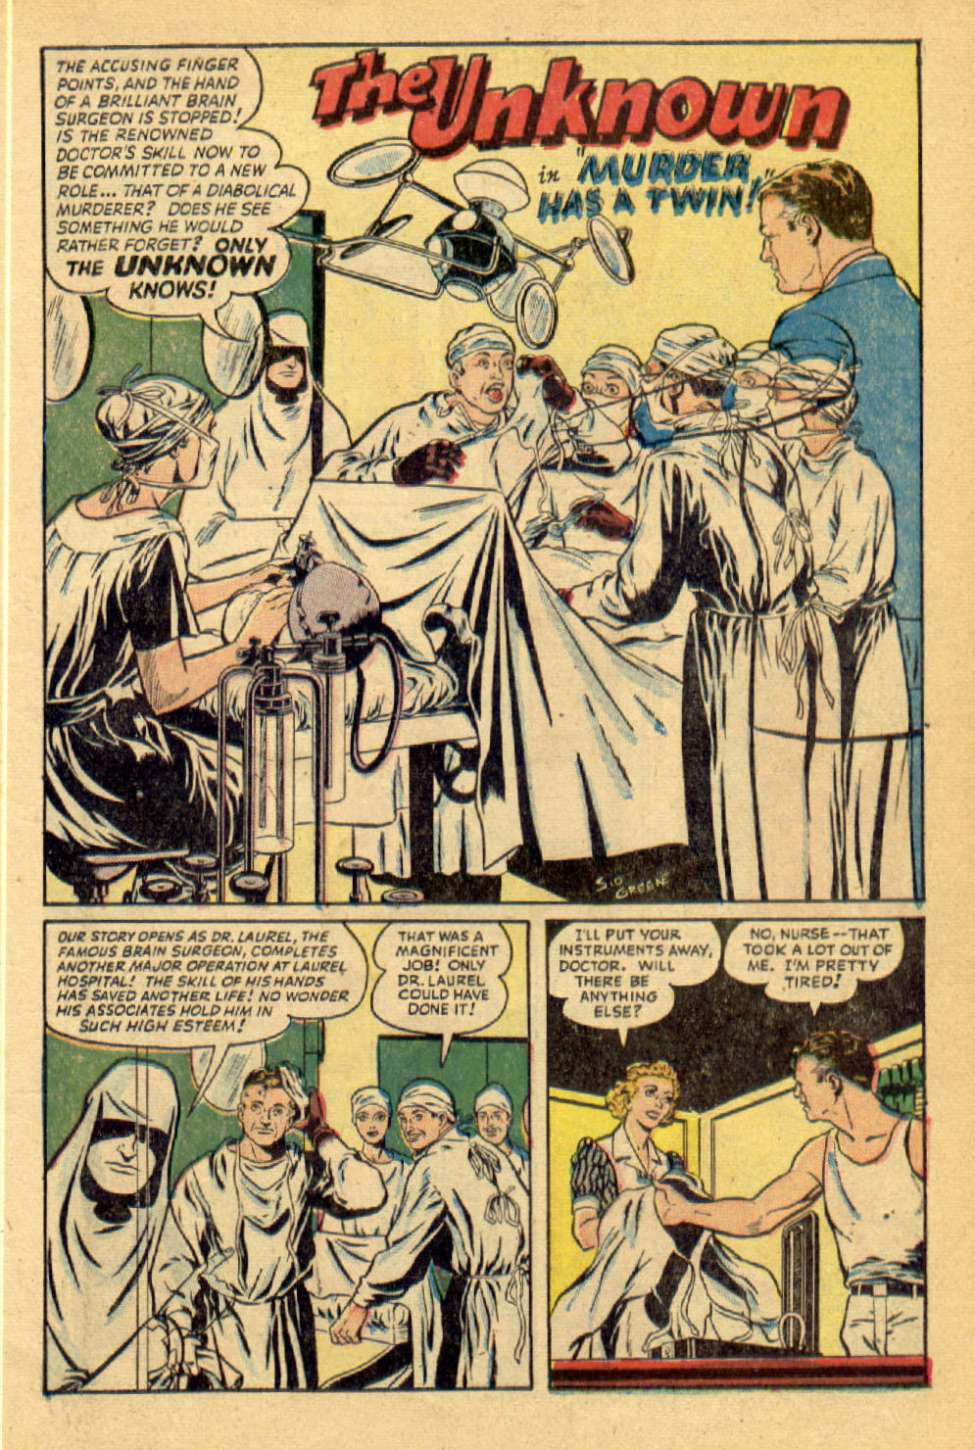 THE ACCUSING FINGER
POINTS, AND THE HAND
OF A BRILLIANT BRAIN
SURGEON IS STOPPED!
IS THE RENOWNED
DOCTOR'S SKILL NOW TO
BE COMMITTED TO A NEW
ROLE... THAT OF A DIABOLICAL
MURDERER? DOES HE SEE
SOMETHING HE WOULD
RATHER FORGET? ONLY
THE UNKNOWN
KNOWS!
The Unknown
in "MURDER
HAS A TWIN!"
SID
GREEN
OUR STORY OPENS AS DR. LAUREL, THE
FAMOUS BRAIN SURGEON, COMPLETES
ANOTHER MAJOR OPERATION AT LAUREL
HOSPITAL! THE SKILL OF HIS HANDS
HAS SAVED ANOTHER LIFE! NO WONDER
HIS ASSOCIATES HOLD HIM IN
SUCH HIGH ESTEEM!
THAT WAS A
MAGNIFICENT
JOB! ONLY
DR. LAUREL
COULD HAVE
DONE IT!
I'LL PUT YOUR
INSTRUMENTS AWAY,
DOCTOR. WILL
THERE BE
ANYTHING
ELSE?
NO, NURSE--THAT
TOOK A LOT OUT OF
ME. I'M PRETTY
TIRED!